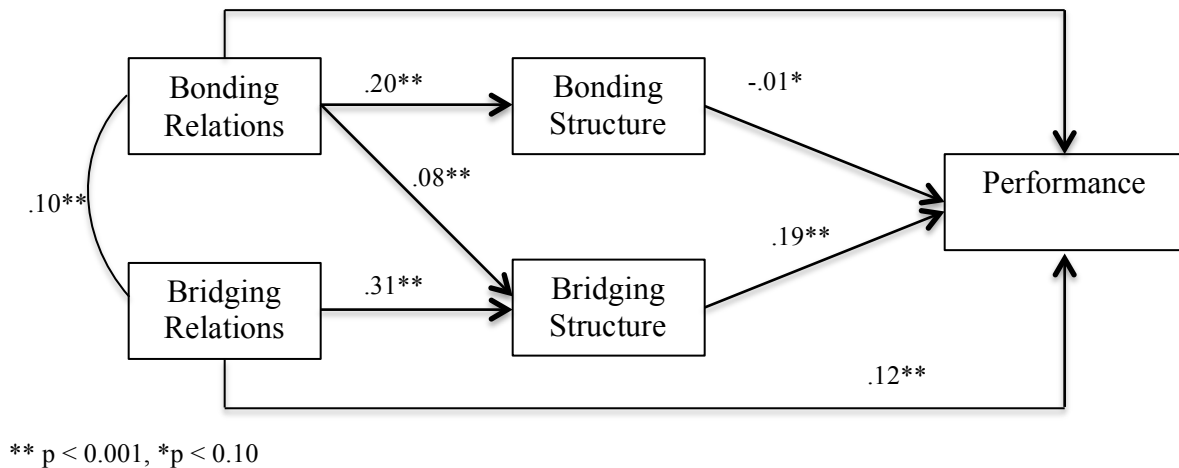 Bonding
Relations
.20**
Bonding
Structure
-.01*
Performance
.08**
.10**
.19**
Bridging
Relations
.31**
Bridging
Structure
.12**
** p < 0.001, *p < 0.10